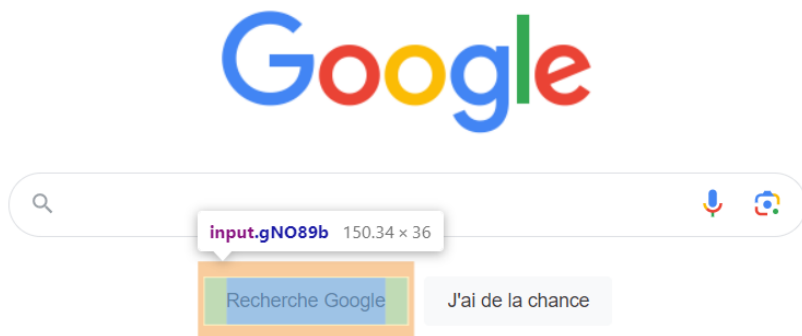 Google
input.gNO89b 150.34 × 36
Recherche Google
J'ai de la chance